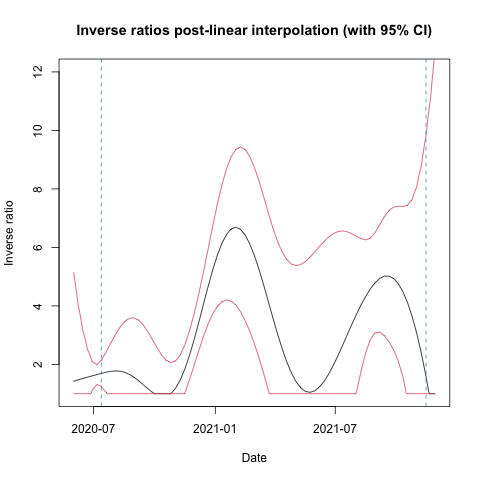 Inverse ratios post-linear interpolation (with 95% CI)
12
10
8
6
4
2
Inverse ratio
2020-07 2021-01 2021-07
Date